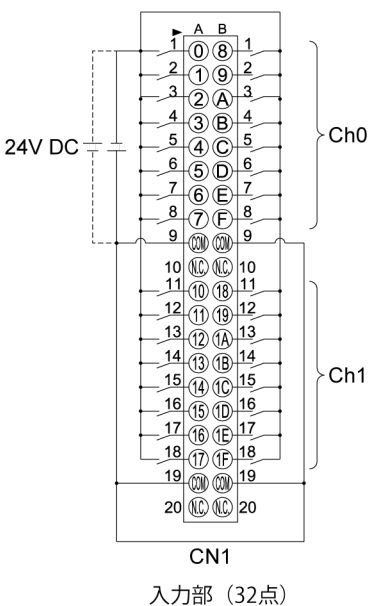 A B
1 0 8 1
2 1 9 2
3 2 A 3
4 3 B 4
5 4 C 5
6 5 D 6
7 6 E 7
8 7 F 8
9 COM COM 9
10 N.C. N.C. 10
11 10 18 11
12 11 19 12
13 12 1A 13
14 13 1B 14
15 14 1C 15
16 15 1D 16
17 16 1E 17
18 17 1F 18
19 COM COM 19
20 N.C. N.C. 20
24V DC
Ch0
Ch1
CN1
入力部（32点）